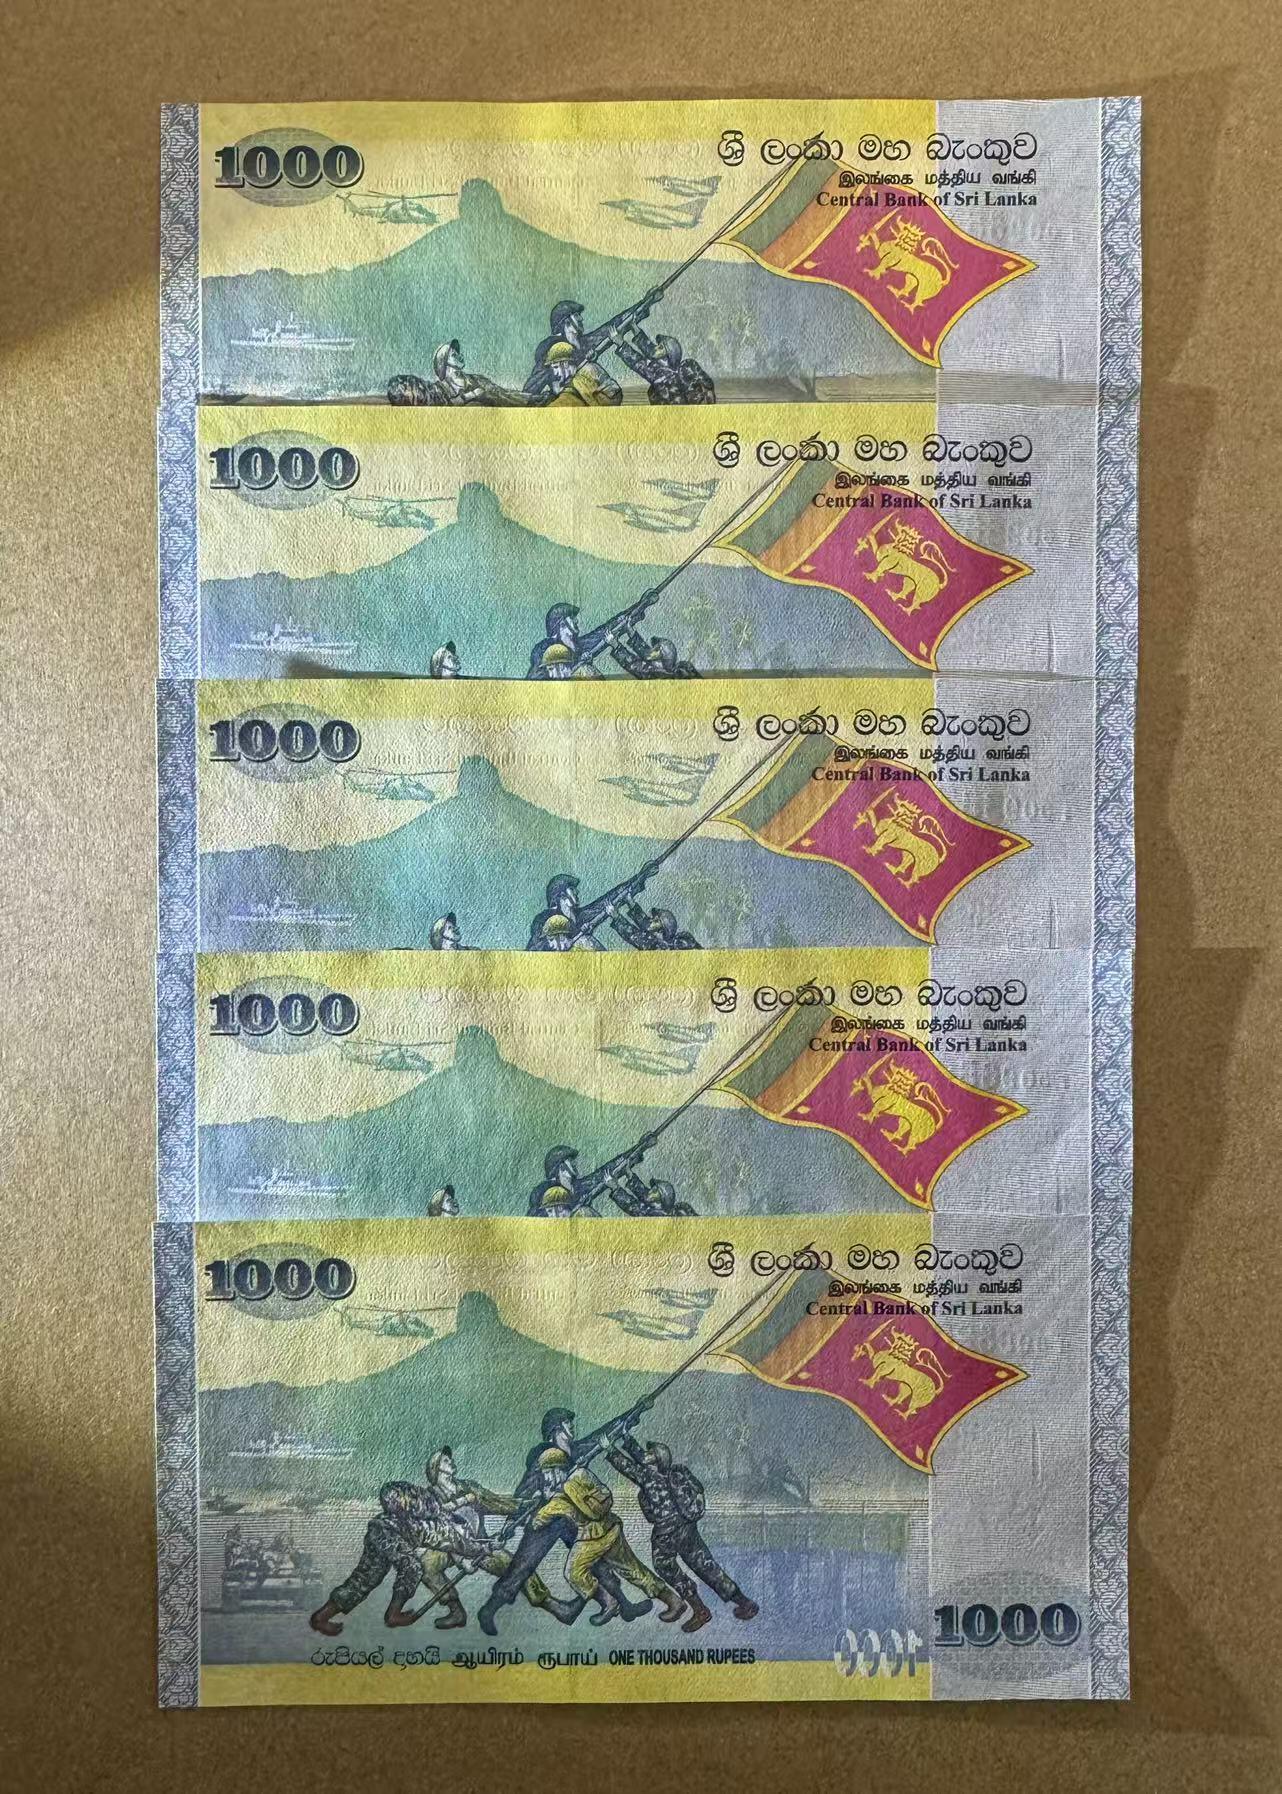 1000
ශ්‍රී ලංකා මහ බැංකුව
இலங்கை மத்திய வங்கி
Central Bank of Sri Lanka
1000
ශ්‍රී ලංකා මහ බැංකුව
இலங்கை மத்திய வங்கி
Central Bank of Sri Lanka
1000
ශ්‍රී ලංකා මහ බැංකුව
இலங்கை மத்திய வங்கி
Central Bank of Sri Lanka
1000
ශ්‍රී ලංකා මහ බැංකුව
இலங்கை மத்திய வங்கி
Central Bank of Sri Lanka
1000
ශ්‍රී ලංකා මහ බැංකුව
இலங்கை மத்திய வங்கி
Central Bank of Sri Lanka
1000
රුපියල් දාහයි ஆயிரம் ரூபாய் ONE THOUSAND RUPEES